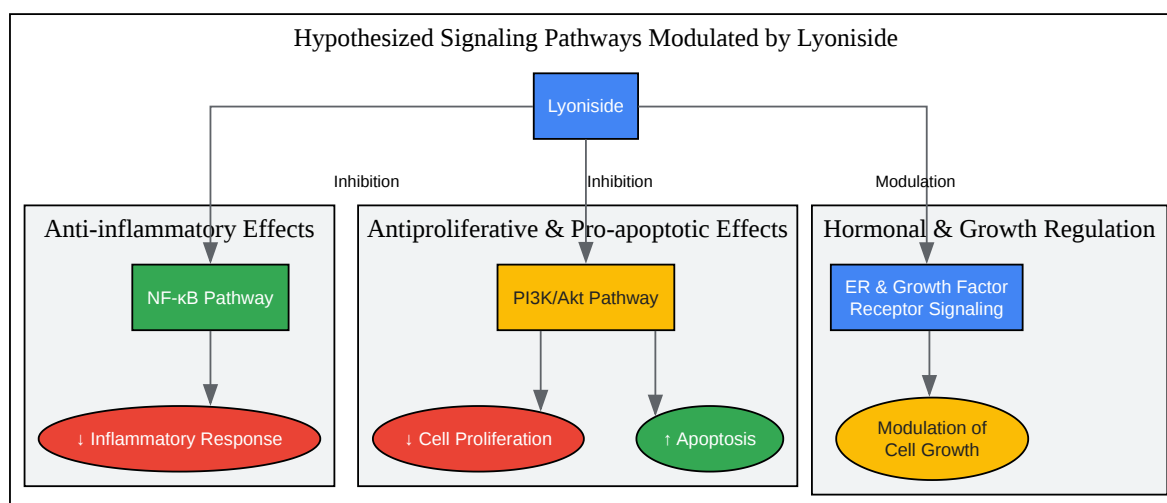 Hypothesized Signaling Pathways Modulated by Lyoniside
Lyoniside
Inhibition
Inhibition
Modulation
Anti-inflammatory Effects
Antiproliferative & Pro-apoptotic Effects
Hormonal & Growth Regulation
NF-κB Pathway
PI3K/Akt Pathway
ER & Growth Factor
Receptor Signaling
↓ Inflammatory Response
↓ Cell Proliferation
↑ Apoptosis
Modulation of
Cell Growth